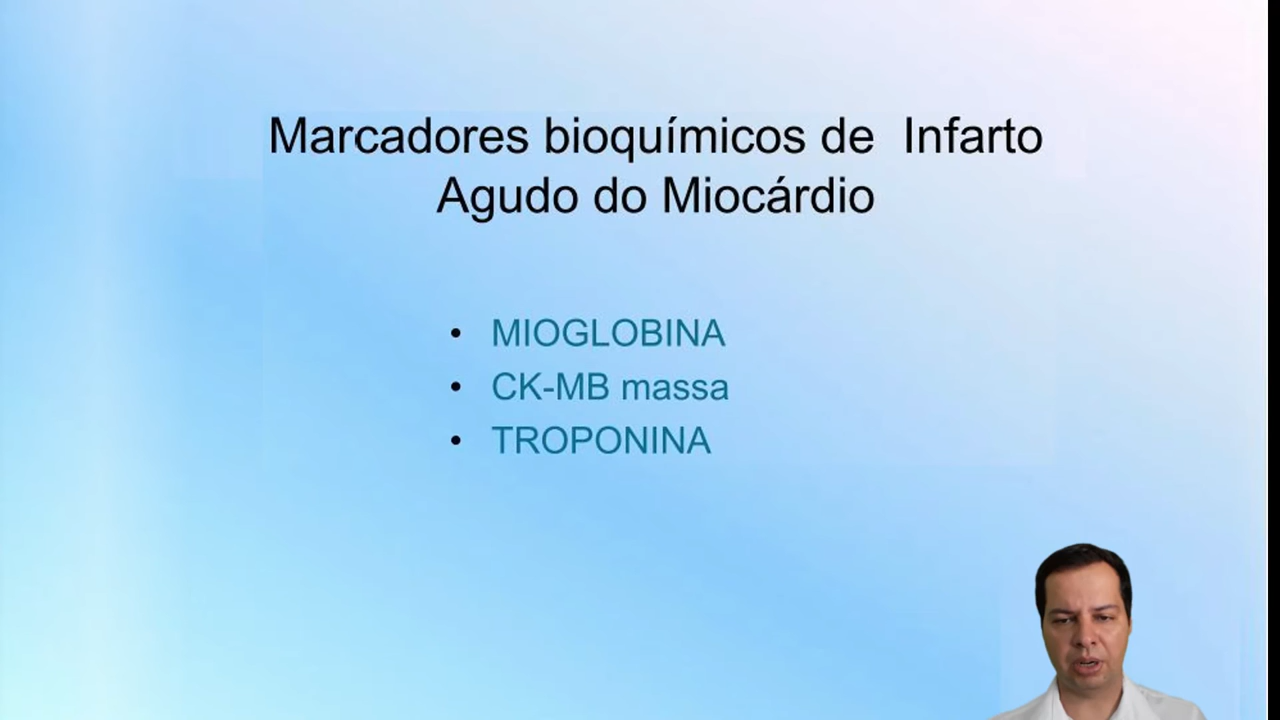 Marcadores bioquímicos de Infarto
Agudo do Miocárdio
• MIOGLOBINA
• CK-MB massa
• TROPONINA